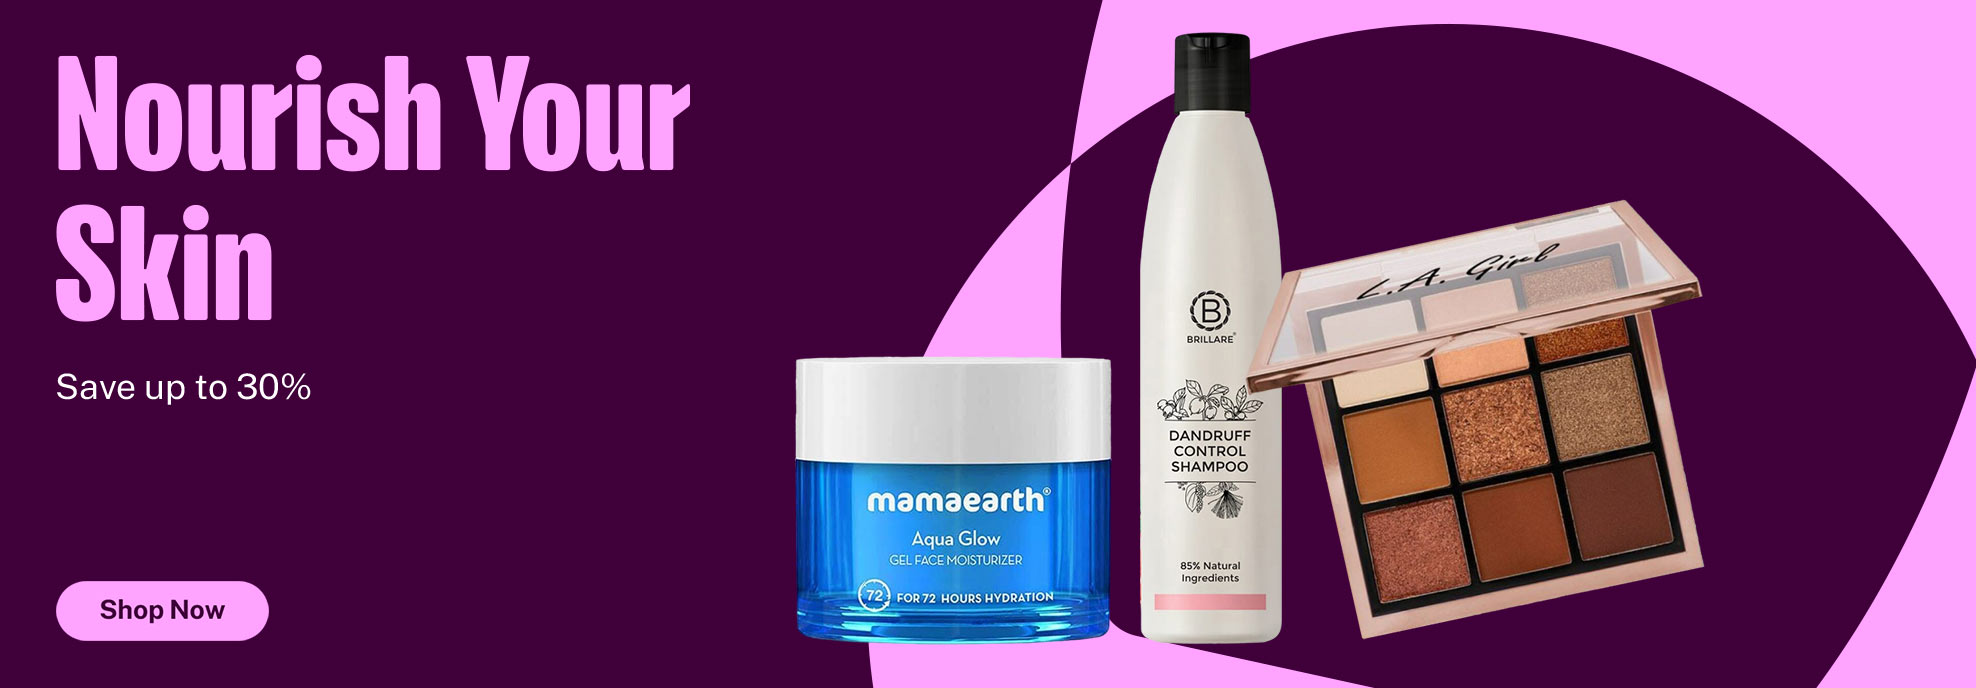 Nourish Your
Skin
Save up to 30%
Shop Now
mamaearth®
Aqua Glow
GEL FACE MOISTURIZER
72 FOR 72 HOURS HYDRATION
B
BRILLARE®
DANDRUFF
CONTROL
SHAMPOO
85% Natural
Ingredients
L.A. Girl